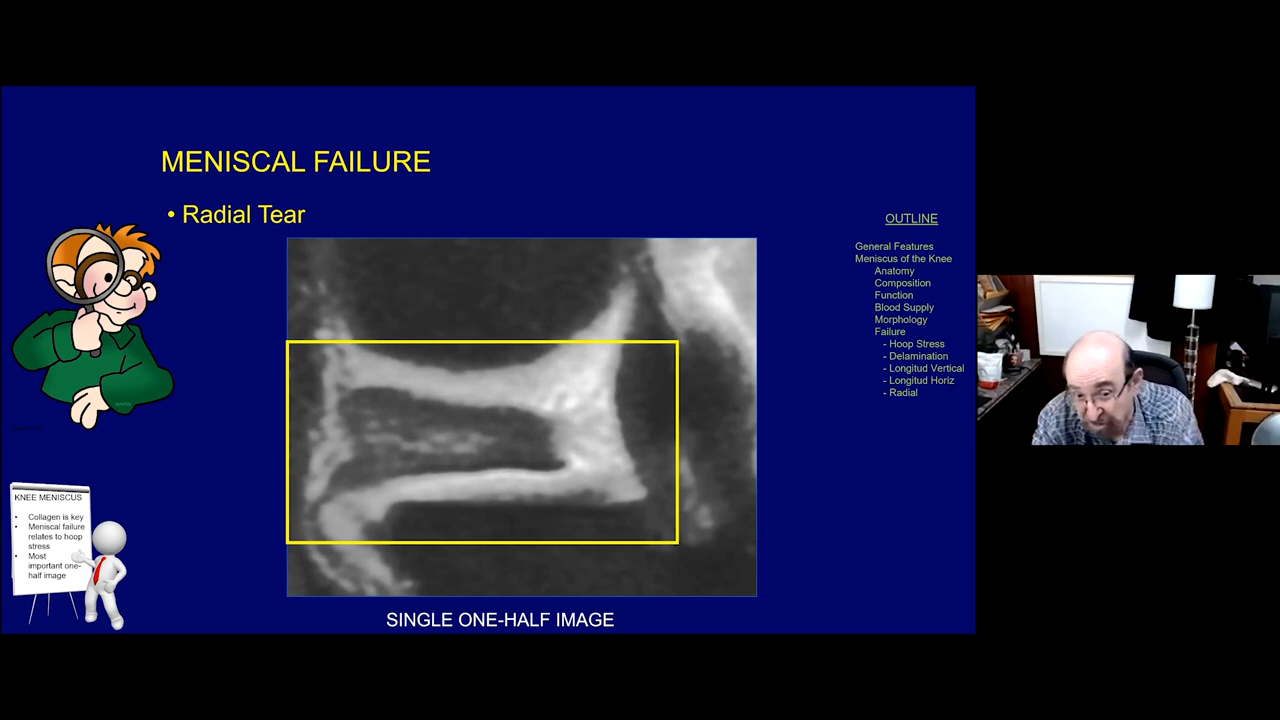 MENISCAL FAILURE
• Radial Tear
OUTLINE
General Features
Meniscus of the Knee
Anatomy
Composition
Function
Blood Supply
Morphology
Failure
- Hoop Stress
- Delamination
- Longitud Vertical
- Longitud Horiz
- Radial
KNEE MENISCUS
• Collagen is key
• Meniscal failure
relates to hoop
stress
• Most
important one-
half image
SINGLE ONE-HALF IMAGE